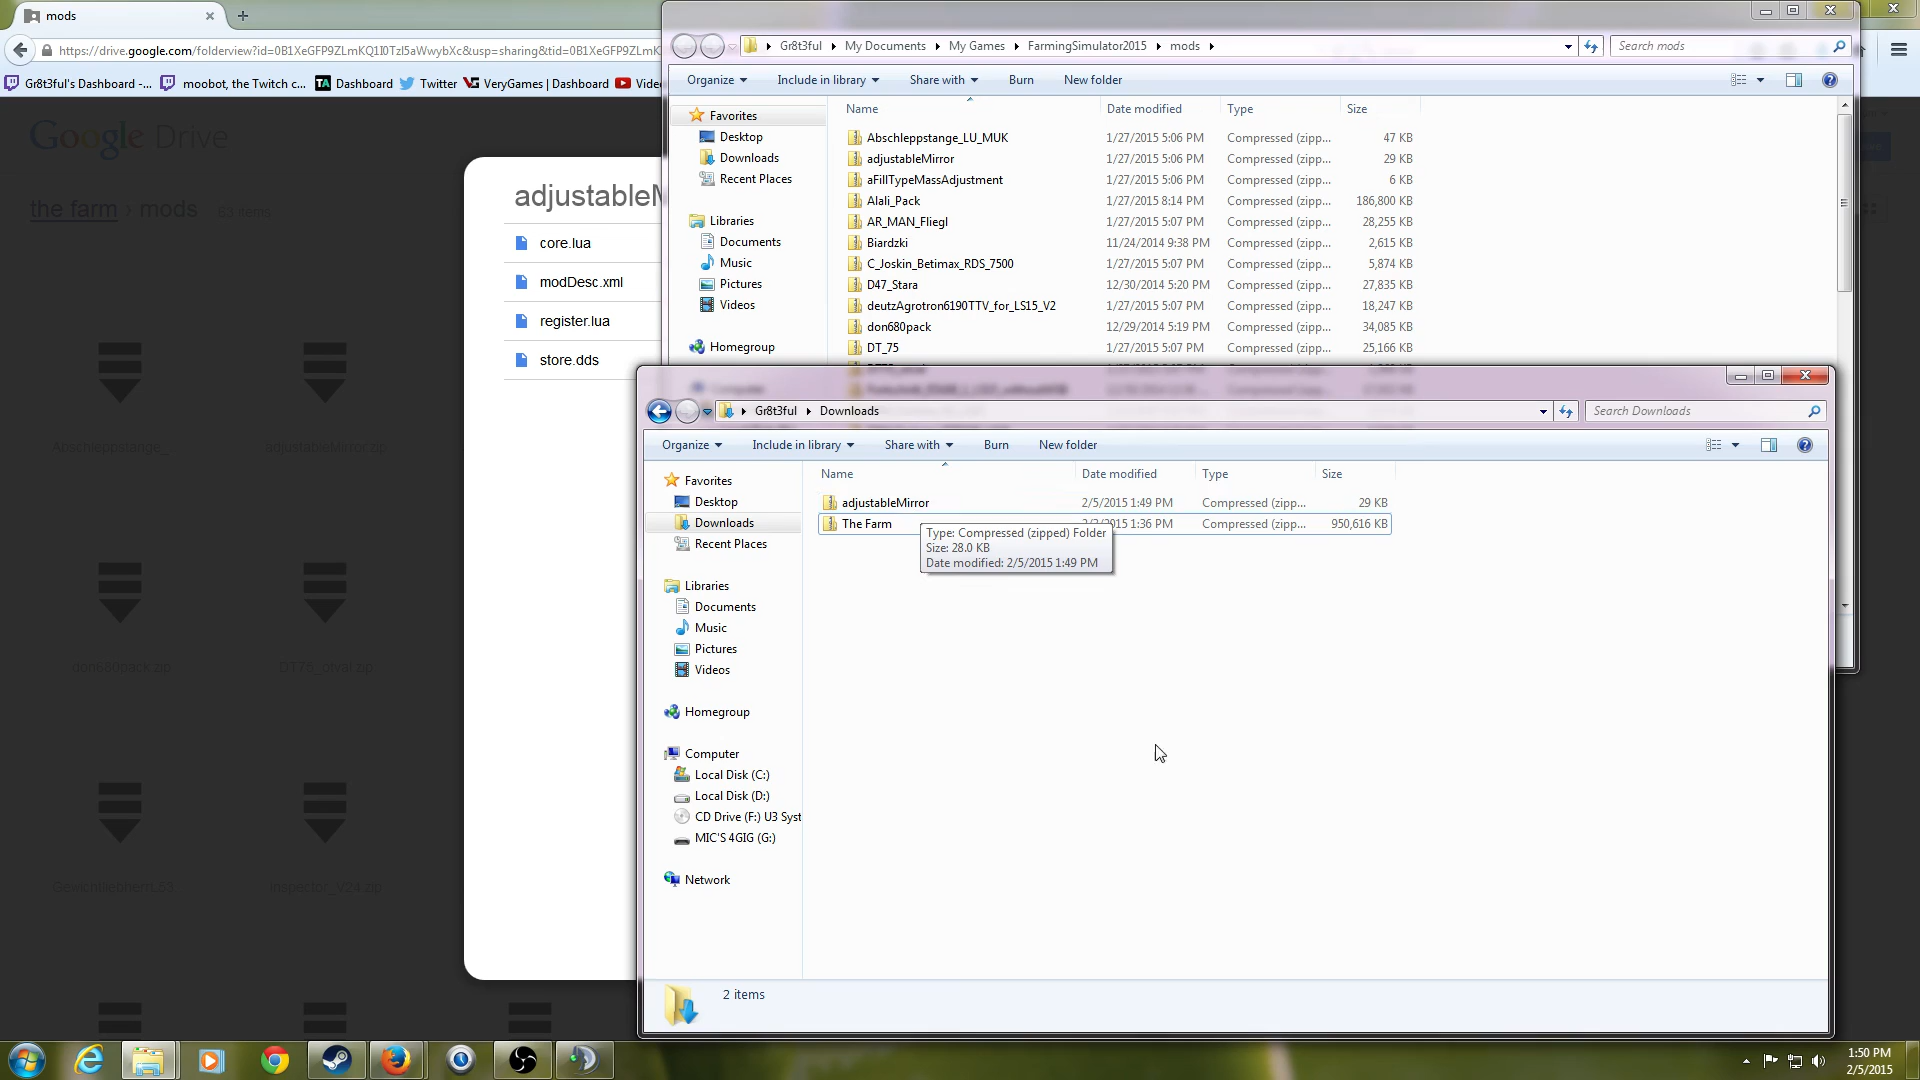 mods
https://drive.google.com/folderview?id=0B1XeGFP9ZLmKQ1I0TzI5aWwybXc&usp=sharing&tid=0B1XeGFP9ZLmK
Gr8t3ful's Dashboard -...
moobot, the Twitch c...
Dashboard
Twitter
VeryGames | Dashboard
Google Drive
the farm › mods 63 items
Abschleppstange_
adjustableMirror.zip
don680pack.zip
adjustableM
core.lua
modDesc.xml
register.lua
store.dds
Gr8t3ful
My Documents
My Games
FarmingSimulator2015
mods
Search mods
Organize
Include in library
Share with
Burn
New folder
Favorites
Desktop
Downloads
Recent Places
Libraries
Documents
Music
Pictures
Videos
Homegroup
Name Date modified Type Size
Abschleppstange_LU_MUK 1/27/2015 5:06 PM Compressed (zipp... 47 KB
adjustableMirror 1/27/2015 5:06 PM Compressed (zipp... 29 KB
aFillTypeMassAdjustment 1/27/2015 5:06 PM Compressed (zipp... 6 KB
Alali_Pack 1/27/2015 8:14 PM Compressed (zipp... 186,800 KB
AR_MAN_Fliegl 1/27/2015 5:07 PM Compressed (zipp... 28,255 KB
Biardzki 11/24/2014 9:38 PM Compressed (zipp... 2,615 KB
C_Joskin_Betimax_RDS_7500 1/27/2015 5:07 PM Compressed (zipp... 5,874 KB
D47_Stara 12/30/2014 5:20 PM Compressed (zipp... 27,835 KB
deutzAgrotron6190TTV_for_LS15_V2 1/27/2015 5:07 PM Compressed (zipp... 18,247 KB
don680pack 12/29/2014 5:19 PM Compressed (zipp... 34,085 KB
DT_75 1/27/2015 5:07 PM Compressed (zipp... 25,166 KB
Gr8t3ful
Downloads
Search Downloads
Organize
Include in library
Share with
Burn
New folder
Favorites
Desktop
Downloads
Recent Places
Libraries
Documents
Music
Pictures
Videos
Homegroup
Computer
Local Disk (C:)
Local Disk (D:)
CD Drive (F:) U3 Syst
MIC'S 4GIG (G:)
Network
Name Date modified Type Size
adjustableMirror 2/5/2015 1:49 PM Compressed (zipp... 29 KB
The Farm 2015 1:36 PM Compressed (zipp... 950,616 KB
Type: Compressed (zipped) Folder
Size: 28.0 KB
Date modified: 2/5/2015 1:49 PM
2 items
1:50 PM
2/5/2015